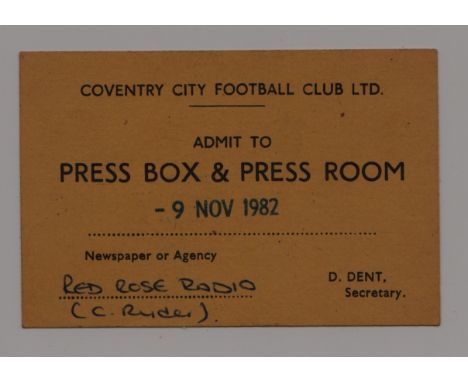 COVENTRY CITY FOOTBALL CLUB LTD.
ADMIT TO
PRESS BOX & PRESS ROOM
- 9 NOV 1982
Newspaper or Agency
RED ROSE RADIO
(C. Ryder).
D. DENT,
Secretary.